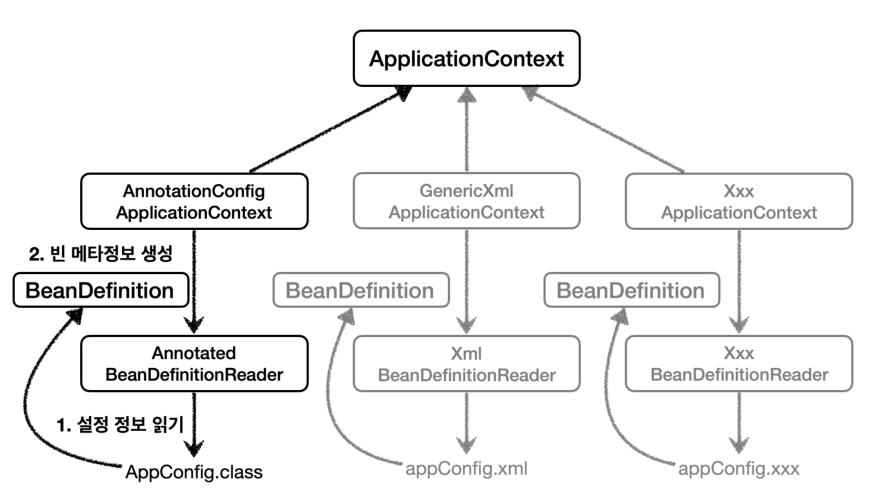 ApplicationContext
AnnotationConfig
ApplicationContext
GenericXml
ApplicationContext
Xxx
ApplicationContext
2. 빈 메타정보 생성
BeanDefinition
BeanDefinition
BeanDefinition
Annotated
BeanDefinitionReader
Xml
BeanDefinitionReader
Xxx
BeanDefinitionReader
1. 설정 정보 읽기
AppConfig.class
appConfig.xml
appConfig.xxx